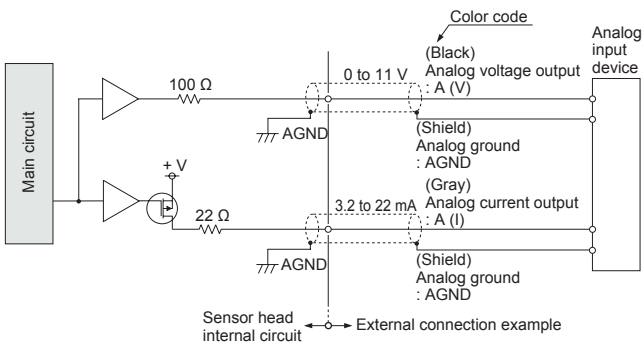 Color code
Analog
input
device
(Black)
Analog voltage output
: A (V)
0 to 11 V
100 Ω
Main circuit
AGND
(Shield)
Analog ground
: AGND
+ V
(Gray)
Analog current output
: A (I)
3.2 to 22 mA
22 Ω
AGND
(Shield)
Analog ground
: AGND
Sensor head
internal circuit
External connection example